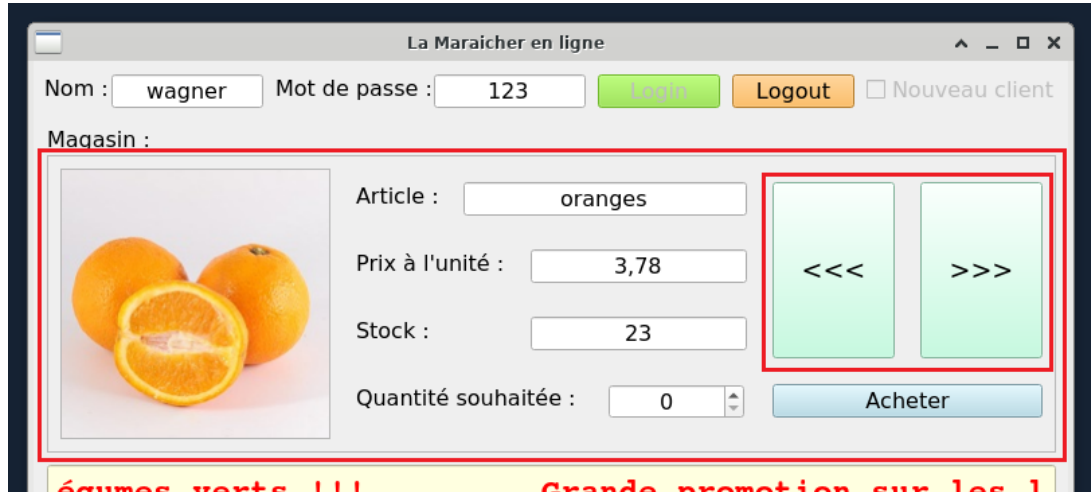 La Maraicher en ligne
Nom : wagner Mot de passe : 123 Login Logout Nouveau client
Magasin :
Article : oranges
Prix à l'unité : 3,78
<<< >>>
Stock : 23
Quantité souhaitée : 0 Acheter
égumes verts !!! Grande promotion sur les l